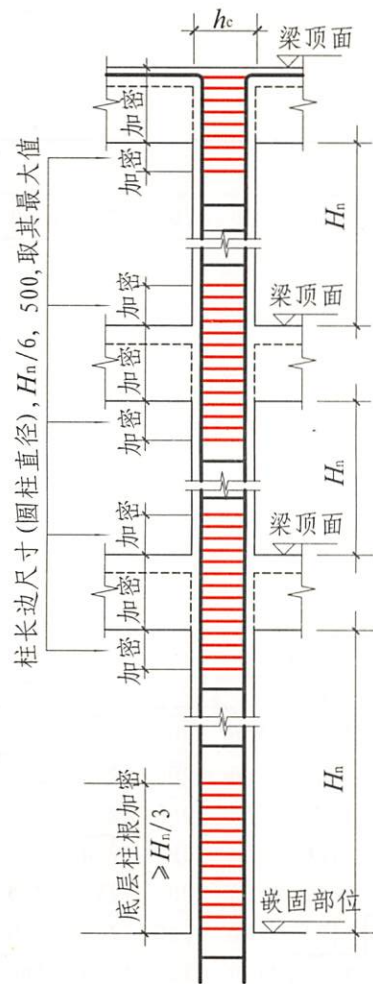 hc
梁顶面
加密
加密
Hn
柱长边尺寸(圆柱直径),Hn/6, 500,取其最大值
加密
梁顶面
加密
加密
Hn
加密
梁顶面
加密
加密
Hn
底层柱根加密
≥Hn/3
嵌固部位